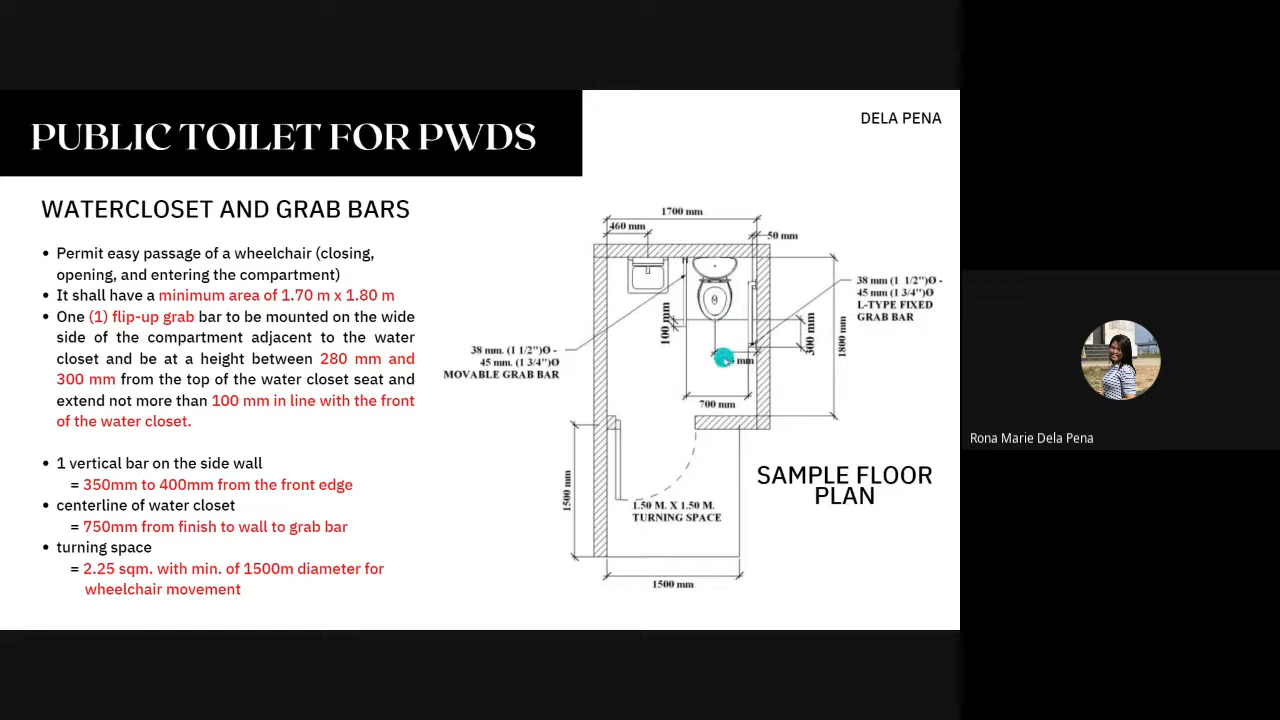 PUBLIC TOILET FOR PWDS
DELA PENA
WATERCLOSET AND GRAB BARS
• Permit easy passage of a wheelchair (closing,
opening, and entering the compartment)
• It shall have a minimum area of 1.70 m x 1.80 m
• One (1) flip-up grab bar to be mounted on the wide
side of the compartment adjacent to the water
closet and be at a height between 280 mm and
300 mm from the top of the water closet seat and
extend not more than 100 mm in line with the front
of the water closet.
• 1 vertical bar on the side wall
= 350mm to 400mm from the front edge
• centerline of water closet
= 750mm from finish to wall to grab bar
• turning space
= 2.25 sqm. with min. of 1500m diameter for
wheelchair movement
1700 mm
460 mm
50 mm
38 mm (1 1/2")Ø -
45 mm (1 3/4")Ø
L-TYPE FIXED
GRAB BAR
100 mm
300 mm
1800 mm
38 mm. (1 1/2")Ø -
45 mm. (1 3/4")Ø
MOVABLE GRAB BAR
mm
700 mm
1500 mm
1.50 M. X 1.50 M.
TURNING SPACE
1500 mm
SAMPLE FLOOR
PLAN
Rona Marie Dela Pena